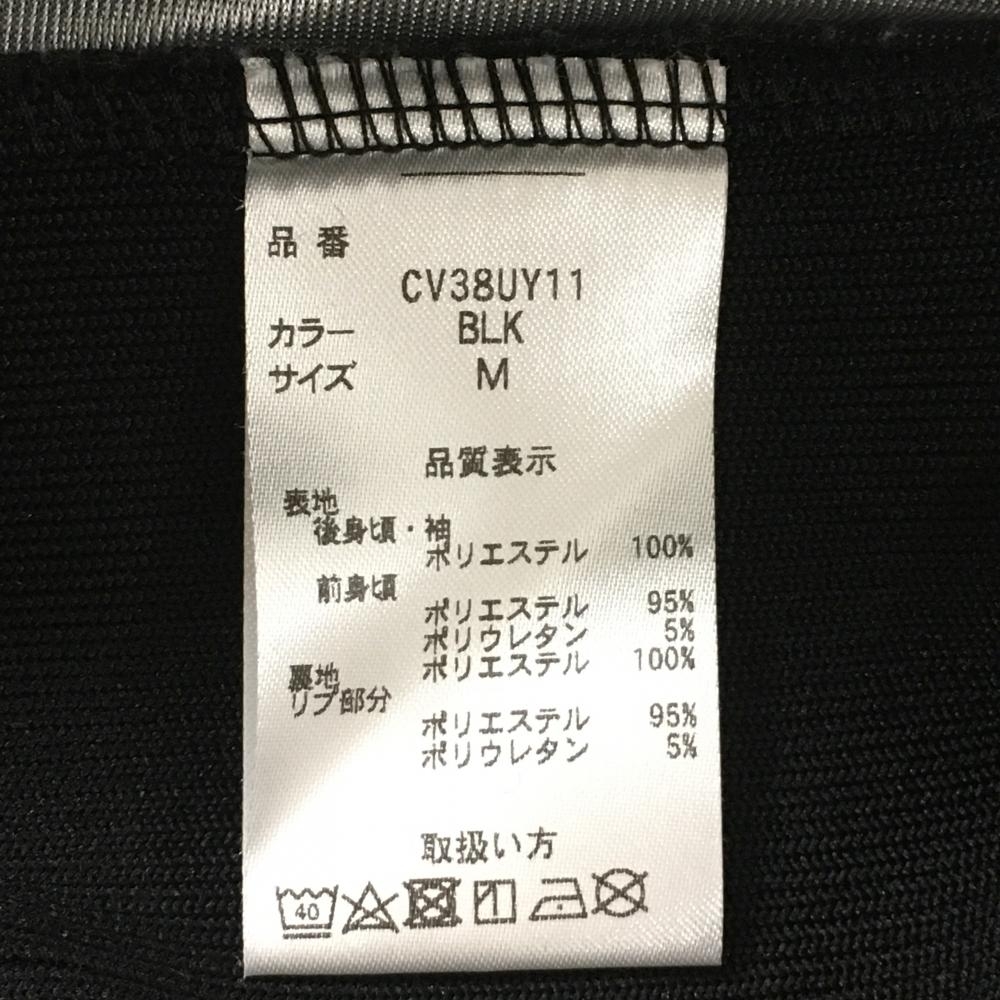 品番
CV38UY11
カラー BLK
サイズ M
品質表示
表地
後身頃・袖
ポリエステル 100%
前身頃
ポリエステル 95%
ポリウレタン 5%
裏地 ポリエステル 100%
リブ部分
ポリエステル 95%
ポリウレタン 5%
取扱い方
40